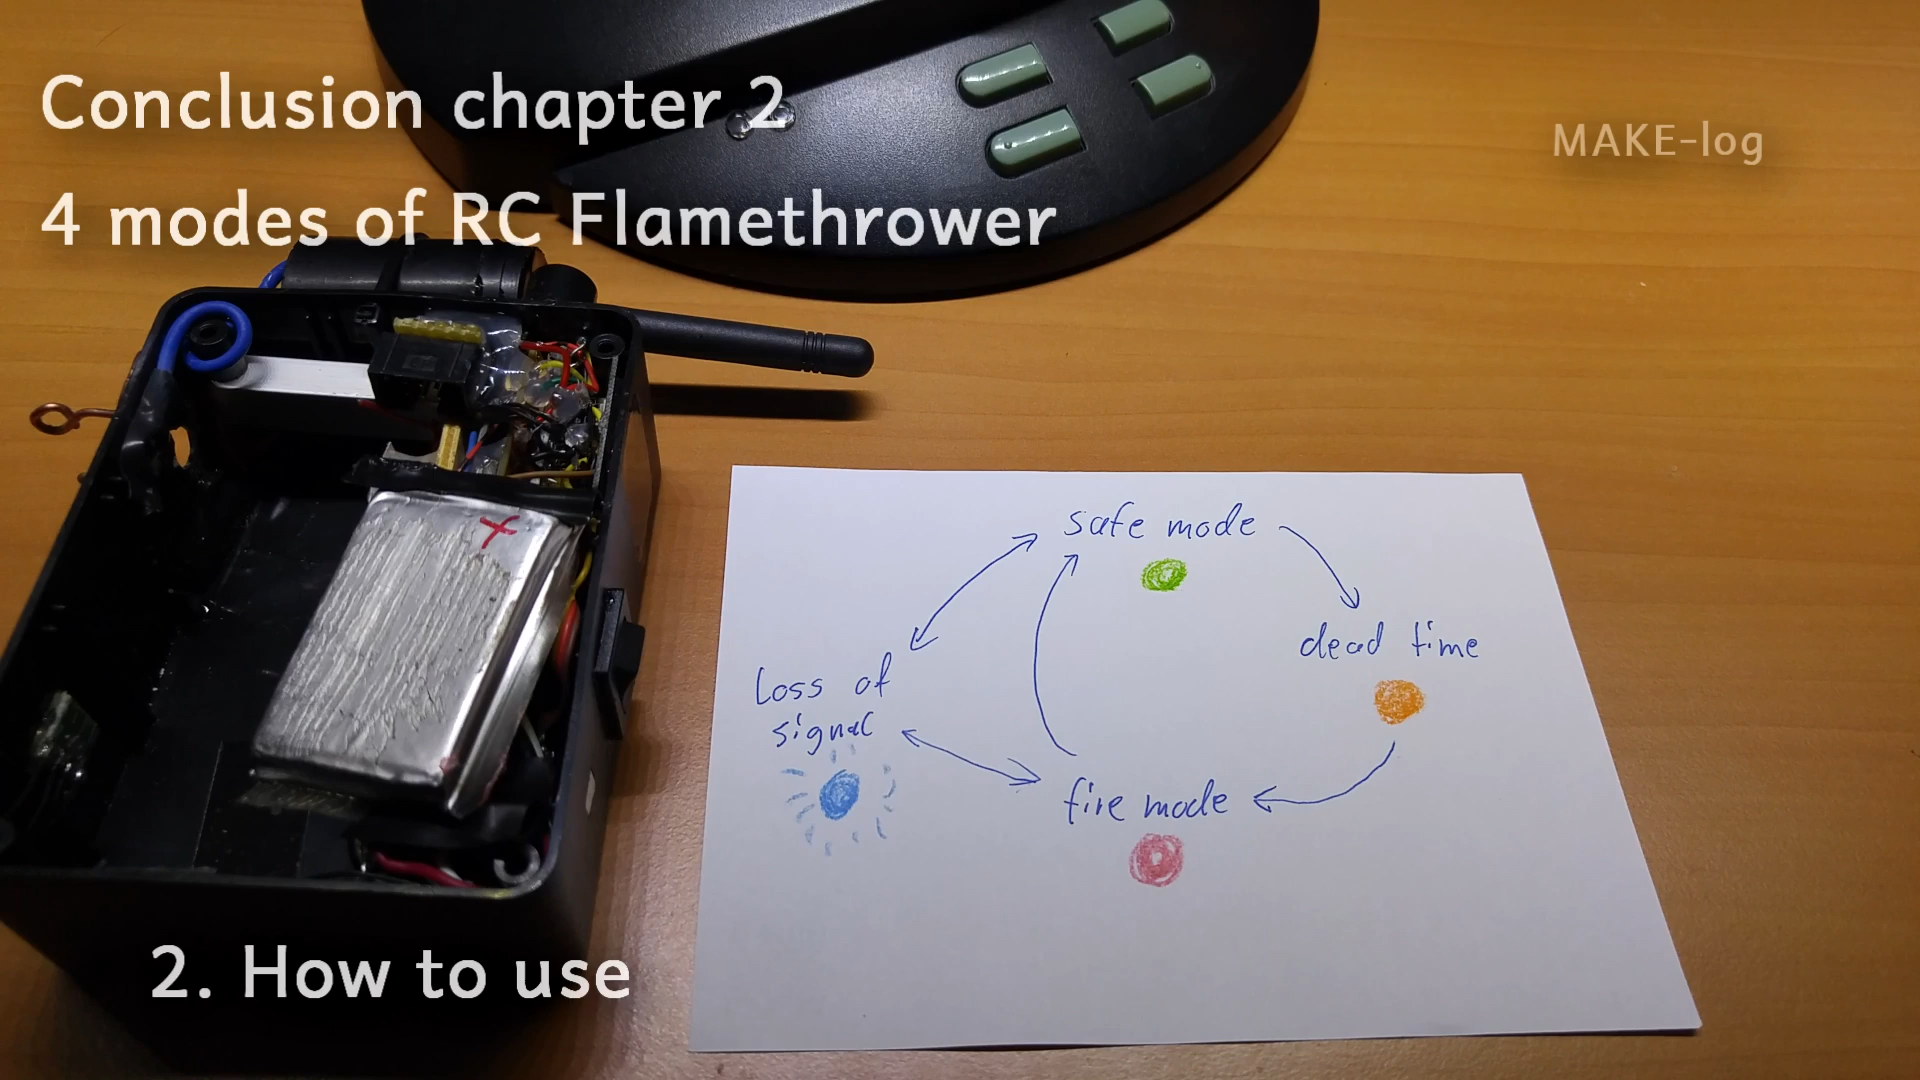 Conclusion chapter 2
4 modes of RC Flamethrower
MAKE-log
safe mode
dead time
Loss of
signal
fire mode
2. How to use